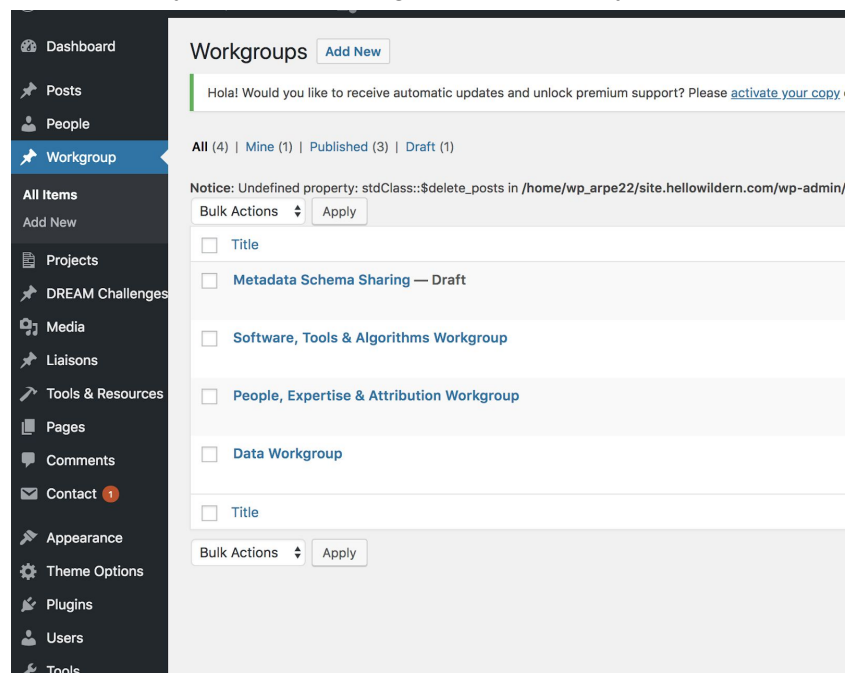 Dashboard
Posts
People
Workgroup
All Items
Add New
Projects
DREAM Challenges
Media
Liaisons
Tools & Resources
Pages
Comments
Contact 1
Appearance
Theme Options
Plugins
Users
Tools
Workgroups Add New
Hola! Would you like to receive automatic updates and unlock premium support? Please activate your copy
All (4) | Mine (1) | Published (3) | Draft (1)
Notice: Undefined property: stdClass::$delete_posts in /home/wp_arpe22/site.hellowildern.com/wp-admin/
Bulk Actions Apply
Title
Metadata Schema Sharing — Draft
Software, Tools & Algorithms Workgroup
People, Expertise & Attribution Workgroup
Data Workgroup
Title
Bulk Actions Apply